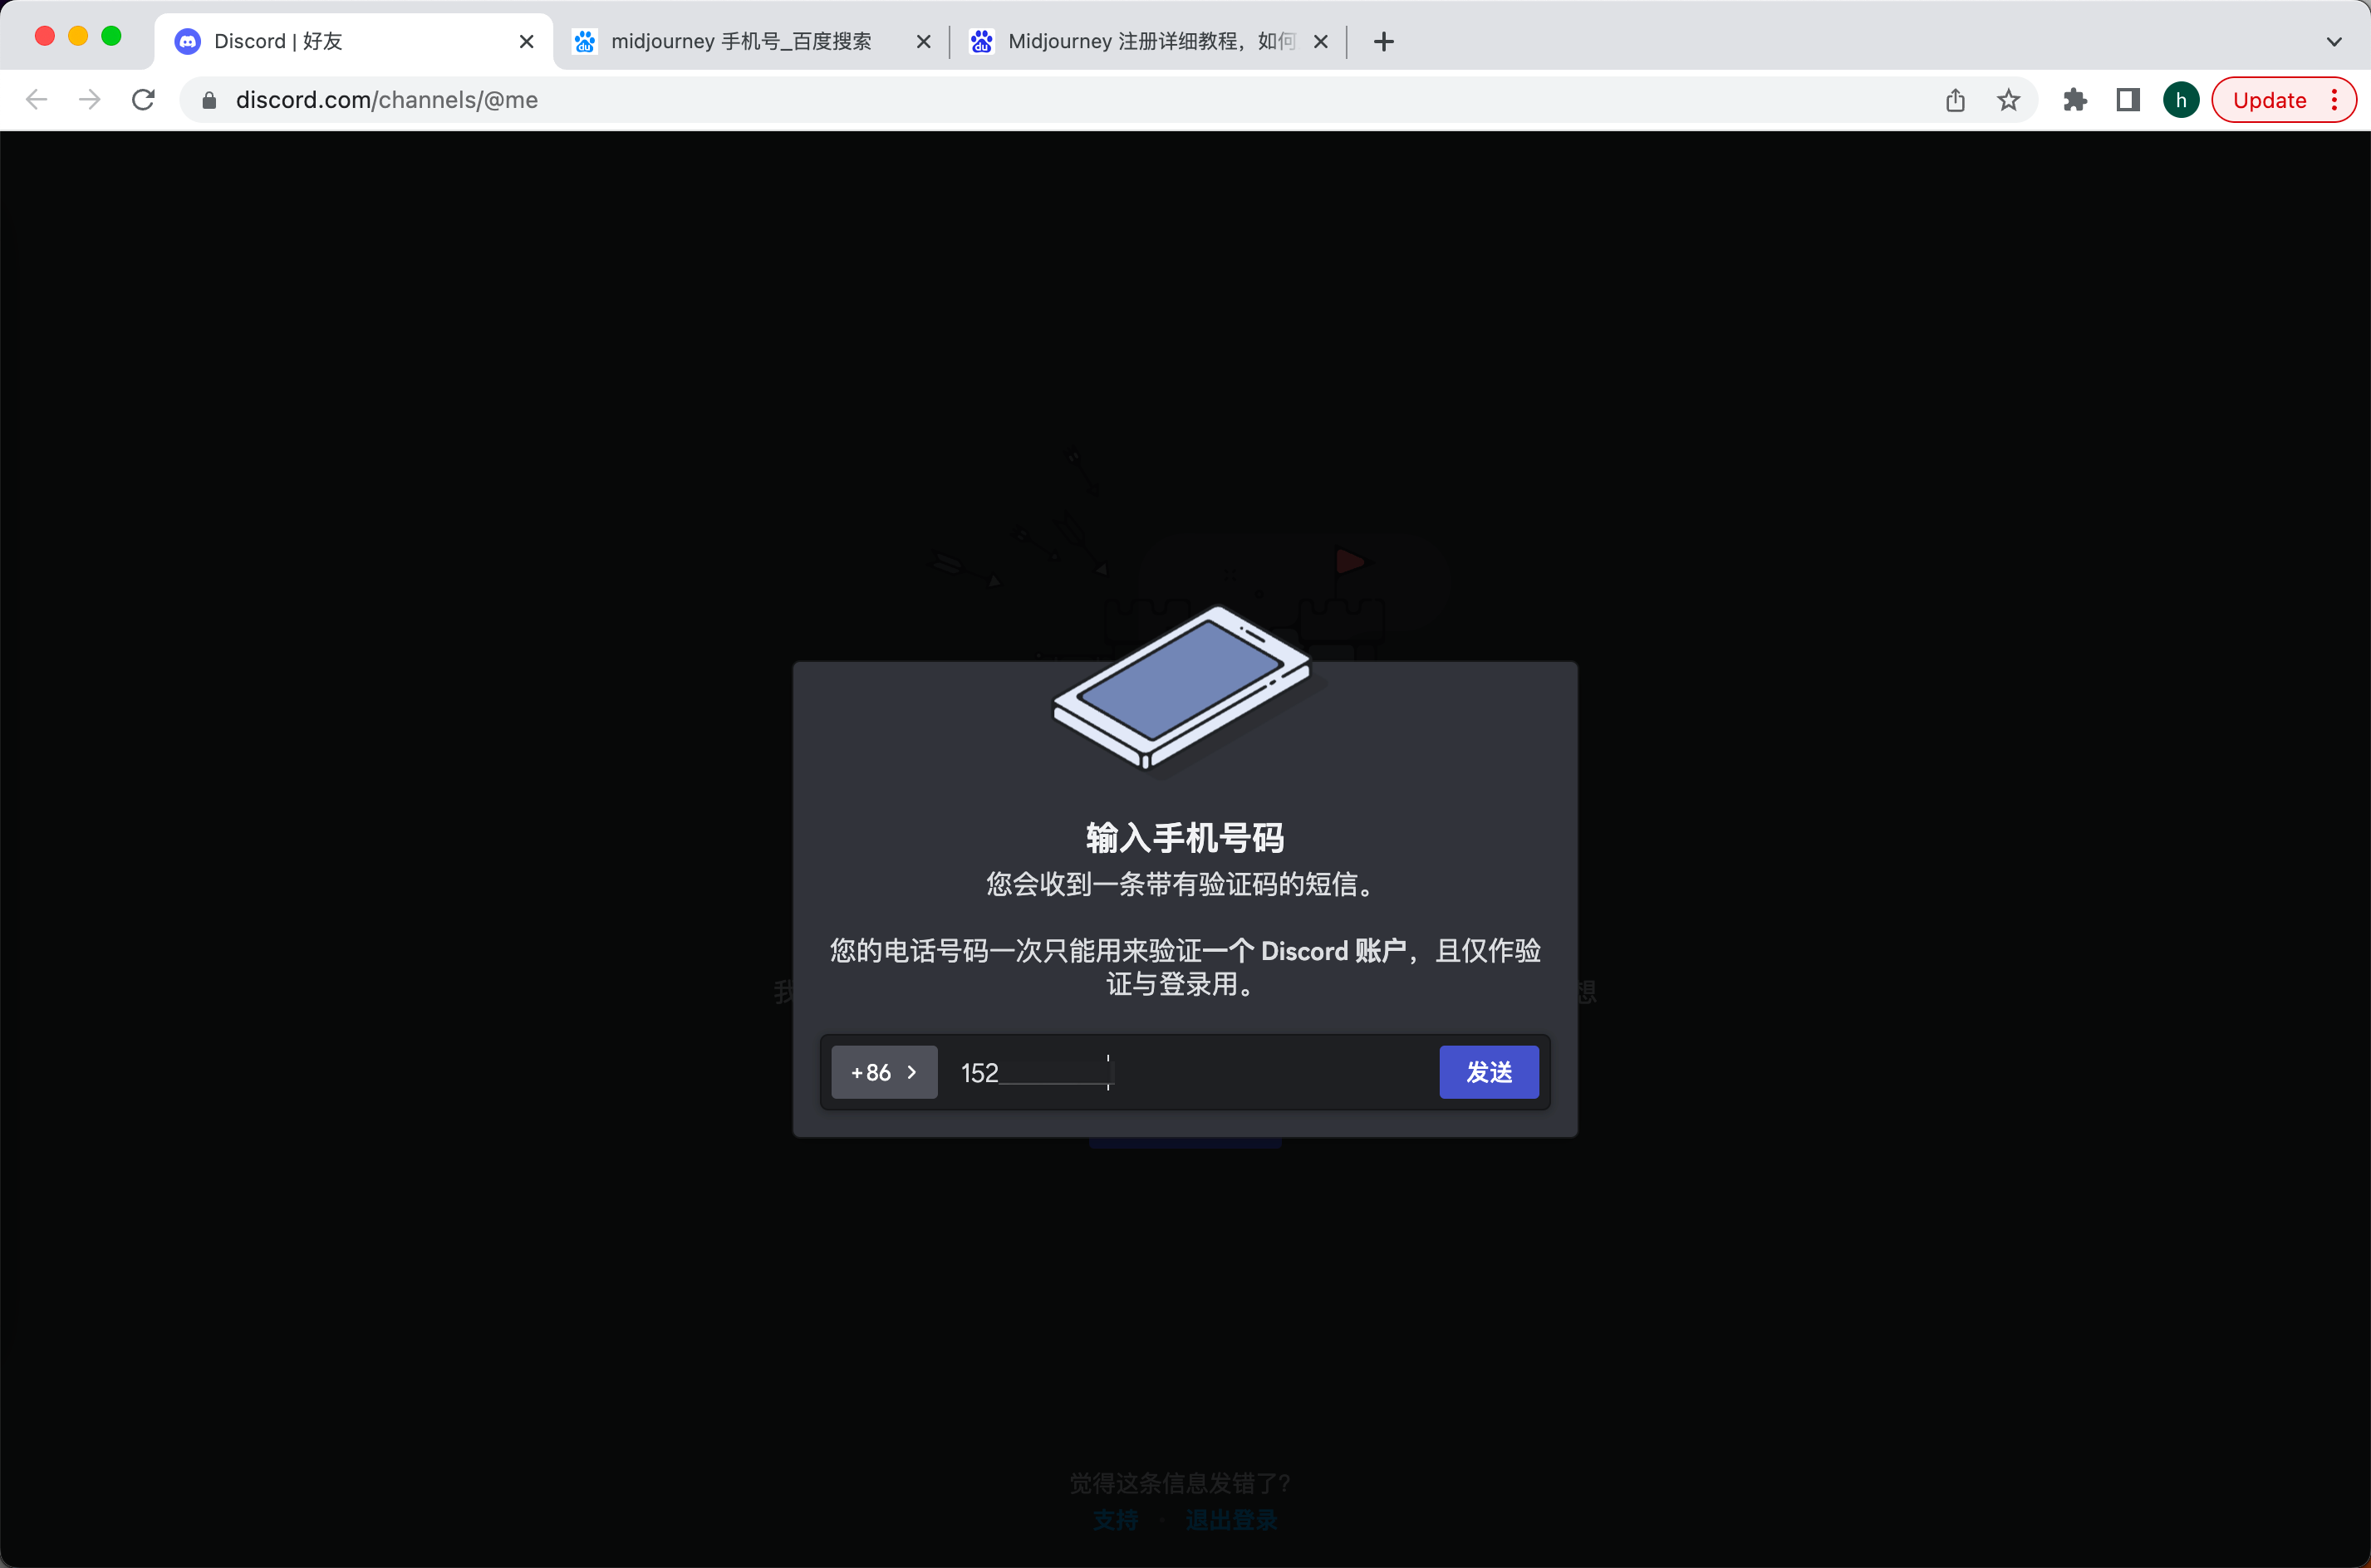 Discord | 好友
midjourney 手机号_百度搜索
Midjourney 注册详细教程，如何
discord.com/channels/@me
h
Update
输入手机号码
您会收到一条带有验证码的短信。
您的电话号码一次只能用来验证一个 Discord 账户，且仅作验
证与登录用。
我
想
+86
152
发送
觉得这条信息发错了？
支持
退出登录